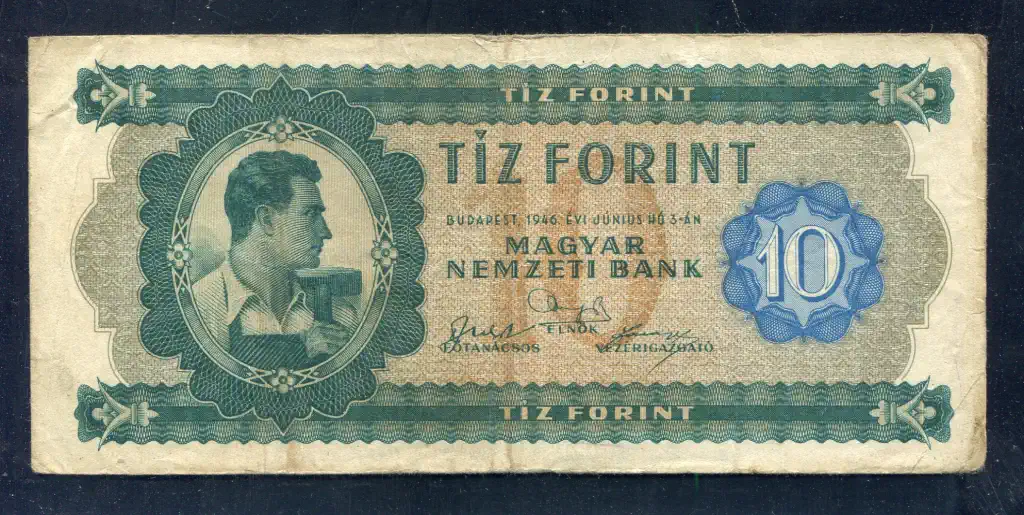 TÍZ FORINT
TÍZ FORINT
BUDAPEST, 1946. ÉVI JÚNIUS HÓ 3-ÁN
MAGYAR
NEMZETI BANK
10
ELNÖK
FŐTANÁCSOS VEZÉRIGAZGATÓ
TÍZ FORINT